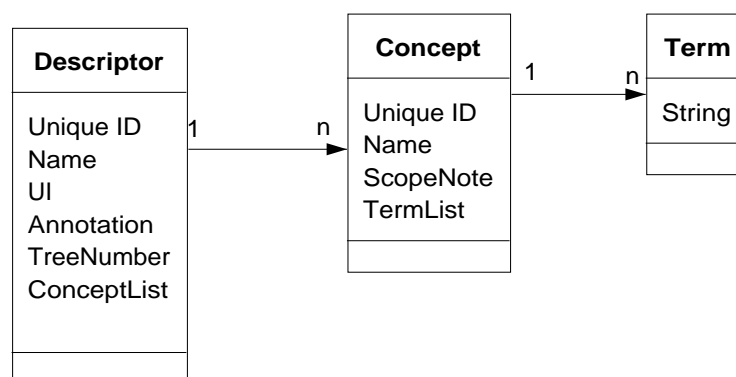 Descriptor
Unique ID
Name
UI
Annotation
TreeNumber
ConceptList
1
n
Concept
Unique ID
Name
ScopeNote
TermList
1
n
Term
String